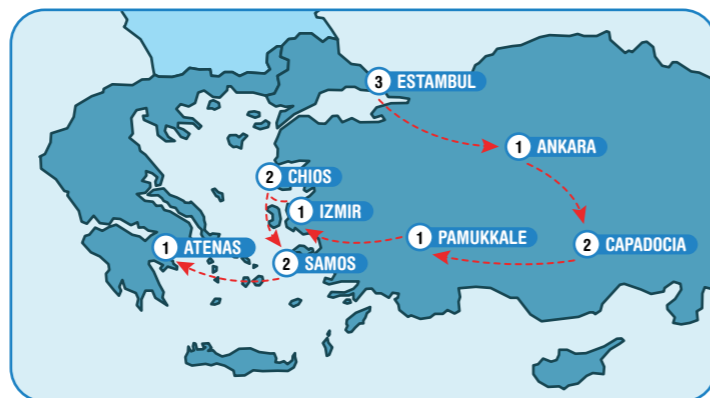 3 ESTAMBUL
1 ANKARA
2 CHIOS
1 IZMIR
1 ATENAS
1 PAMUKKALE
2 CAPADOCIA
2 SAMOS